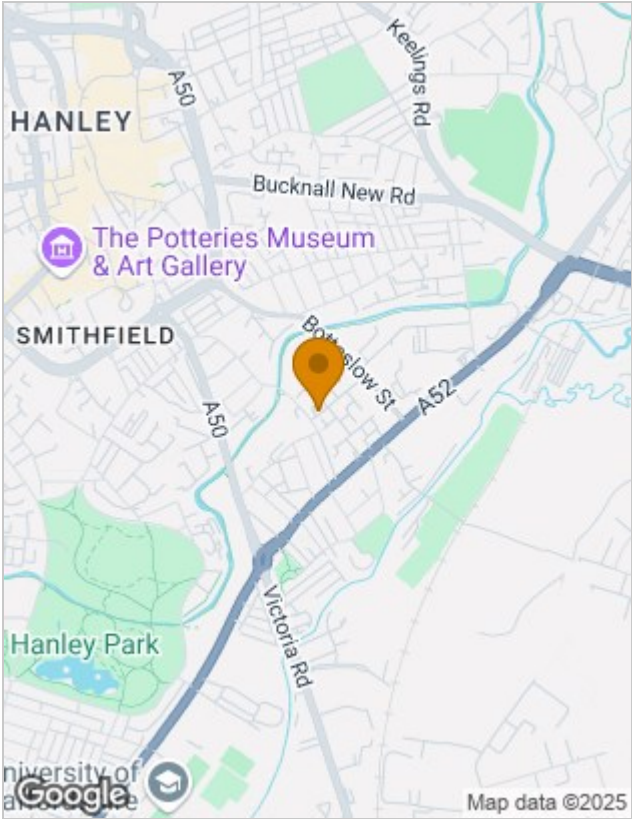 Keelings Rd
A50
HANLEY
Bucknall New Rd
The Potteries Museum
& Art Gallery
SMITHFIELD
St
A52
A50
Victoria Rd
Hanley Park
of
Google
Map data ©2025